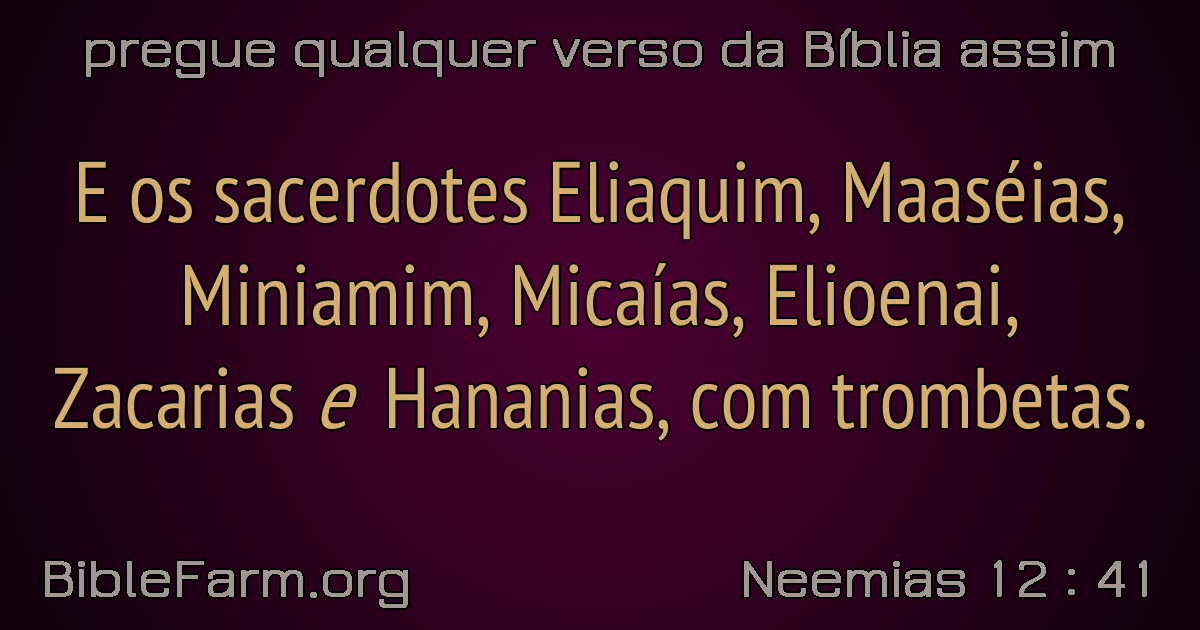 pregue qualquer verso da Bíblia assim
E os sacerdotes Eliaquim, Maaséias,
Miniamim, Micaías, Elioenai,
Zacarias e Hananias, com trombetas.
BibleFarm.org
Neemias 12 : 41